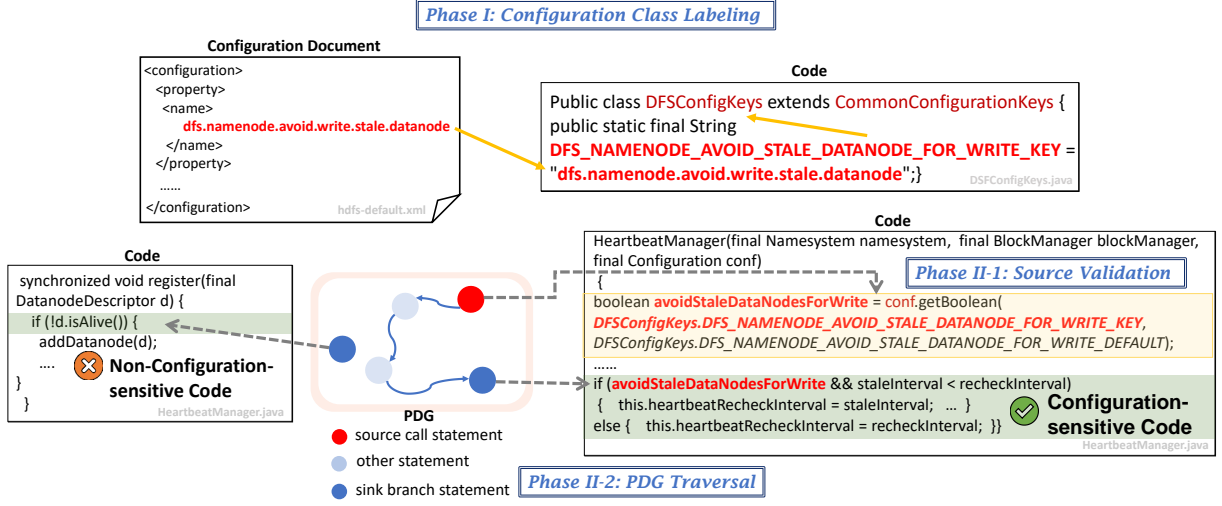 Phase I: Configuration Class Labeling
Configuration Document
<configuration>
<property>
<name>
dfs.namenode.avoid.write.stale.datanode
</name>
</property>
......
</configuration>
hdfs-default.xml
Code
Public class DFSConfigKeys extends CommonConfigurationKeys {
public static final String
DFS_NAMENODE_AVOID_STALE_DATANODE_FOR_WRITE_KEY =
"dfs.namenode.avoid.write.stale.datanode";}
DSFConfigKeys.java
Code
synchronized void register(final
DatanodeDescriptor d) {
if (!d.isAlive()) {
addDatanode(d);
....
Non-Configuration-
sensitive Code
}
}
HeartbeatManager.java
PDG
source call statement
other statement
sink branch statement
Code
HeartbeatManager(final Namesystem namesystem, final BlockManager blockManager,
final Configuration conf)
{
Phase II-1: Source Validation
boolean avoidStaleDataNodesForWrite = conf.getBoolean(
DFSConfigKeys.DFS_NAMENODE_AVOID_STALE_DATANODE_FOR_WRITE_KEY,
DFSConfigKeys.DFS_NAMENODE_AVOID_STALE_DATANODE_FOR_WRITE_DEFAULT);
......
if (avoidStaleDataNodesForWrite && staleInterval < recheckInterval)
{ this.heartbeatRecheckInterval = staleInterval; ... }
else { this.heartbeatRecheckInterval = recheckInterval; }}
Configuration-
sensitive Code
HeartbeatManager.java
Phase II-2: PDG Traversal